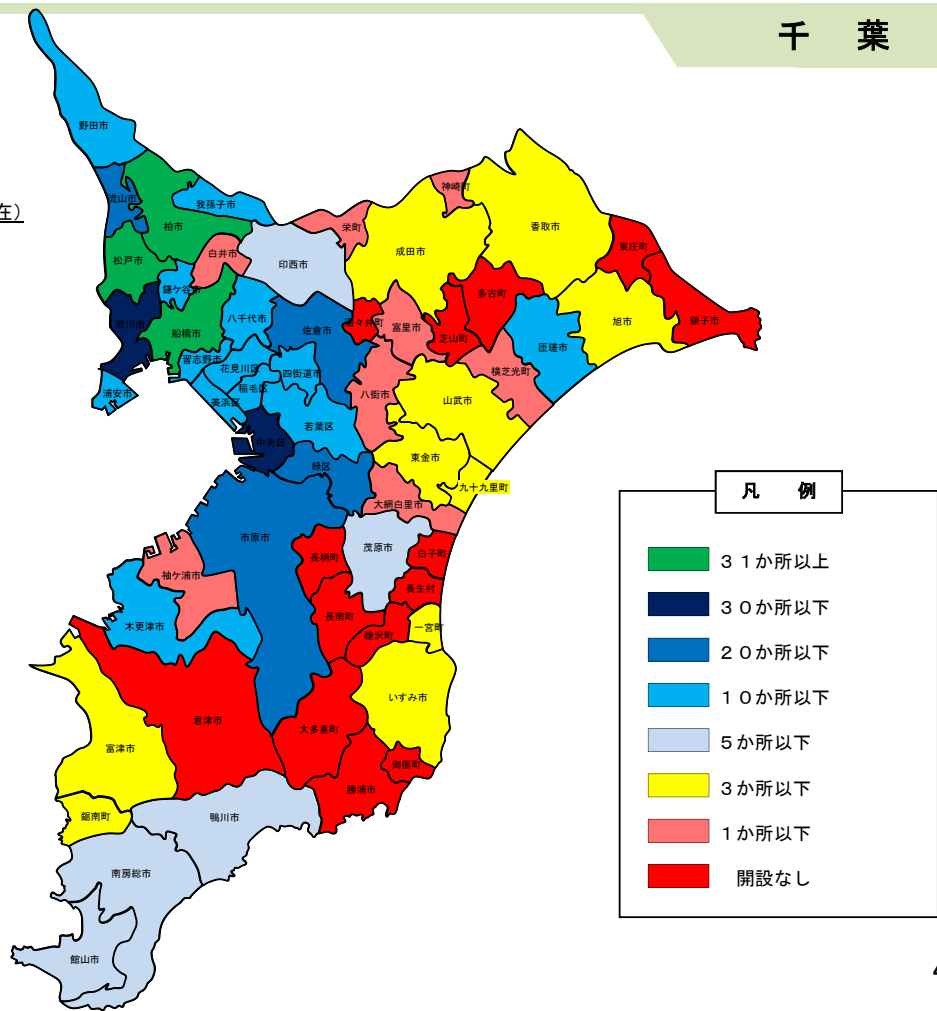 千 葉
在）
野田市
流山市
柏市
我孫子市
松戸市
鎌ケ谷市
白井市
印西市
栄町
神崎町
成田市
香取市
東庄町
銚子市
旭市
多古町
芝山町
匝瑳市
横芝光町
富里市
酒々井町
市川市
船橋市
八千代市
佐倉市
習志野市
花見川区
四街道市
浦安市
美浜区
稲毛区
八街市
山武市
若葉区
中央区
緑区
東金市
九十九里町
大網白里市
市原市
長柄町
茂原市
白子町
袖ケ浦市
長生村
木更津市
長南町
睦沢町
一宮町
いすみ市
君津市
大多喜町
富津市
御宿町
勝浦市
鋸南町
鴨川市
南房総市
館山市
凡 例
３１か所以上
３０か所以下
２０か所以下
１０か所以下
５か所以下
３か所以下
１か所以下
開設なし